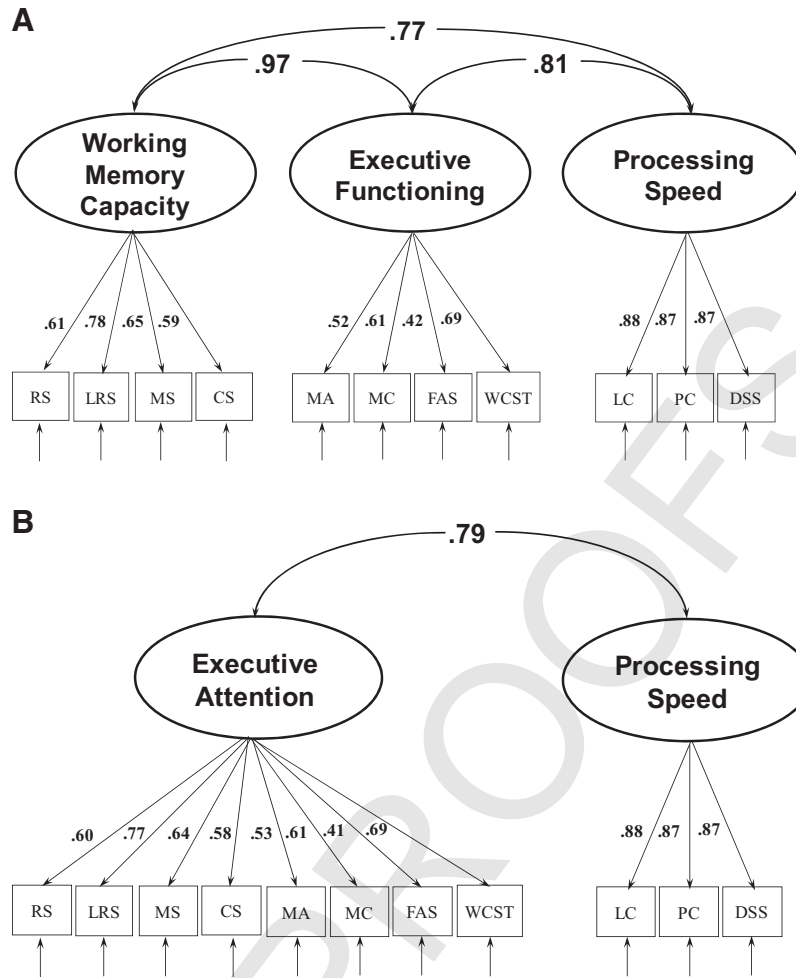 A
.77
.97
.81
Working
Memory
Capacity
Executive
Functioning
Processing
Speed
.61 .78 .65 .59
.52 .61 .42 .69
.88 .87 .87
RS LRS MS CS
MA MC FAS WCST
LC PC DSS
B
.79
Executive
Attention
Processing
Speed
.60 .77 .64 .58 .53 .61 .41 .69
.88 .87 .87
RS LRS MS CS MA MC FAS WCST
LC PC DSS
PROOFS